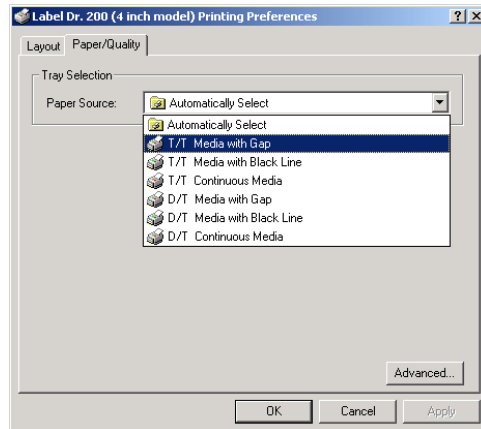 Label Dr. 200 (4 inch model) Printing Preferences
Layout Paper/Quality
Tray Selection
Paper Source: Automatically Select
Automatically Select
T/T Media with Gap
T/T Media with Black Line
T/T Continuous Media
D/T Media with Gap
D/T Media with Black Line
D/T Continuous Media
Advanced...
OK Cancel Apply